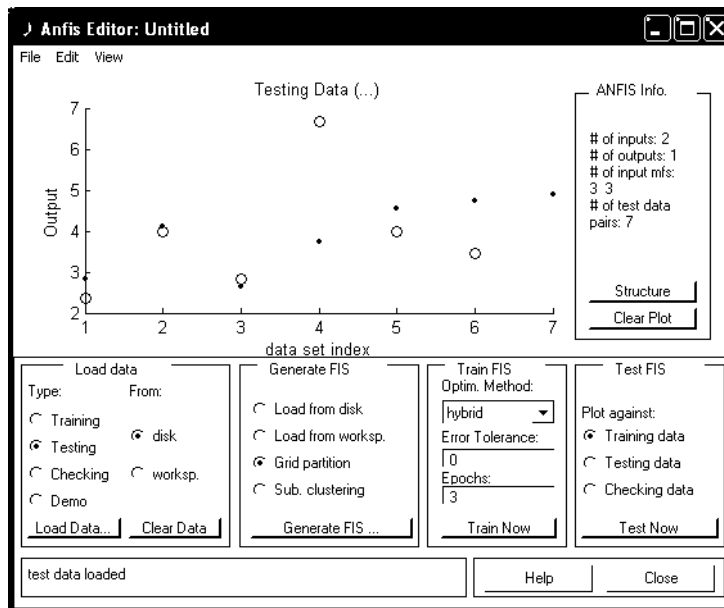 Anfis Editor: Untitled
File Edit View
Testing Data (...)
7
6
5
4
3
2
Output
1 2 3 4 5 6 7
data set index
ANFIS Info.
# of inputs: 2
# of outputs: 1
# of input mfs:
3 3
# of test data
pairs: 7
Structure
Clear Plot
Load data
Type: From:
Training
Testing
Checking
Demo
disk
worksp.
Load Data... Clear Data
Generate FIS
Load from disk
Load from worksp.
Grid partition
Sub. clustering
Generate FIS ...
Train FIS
Optim. Method:
hybrid
Error Tolerance:
0
Epochs:
3
Train Now
Test FIS
Plot against:
Training data
Testing data
Checking data
Test Now
test data loaded
Help Close